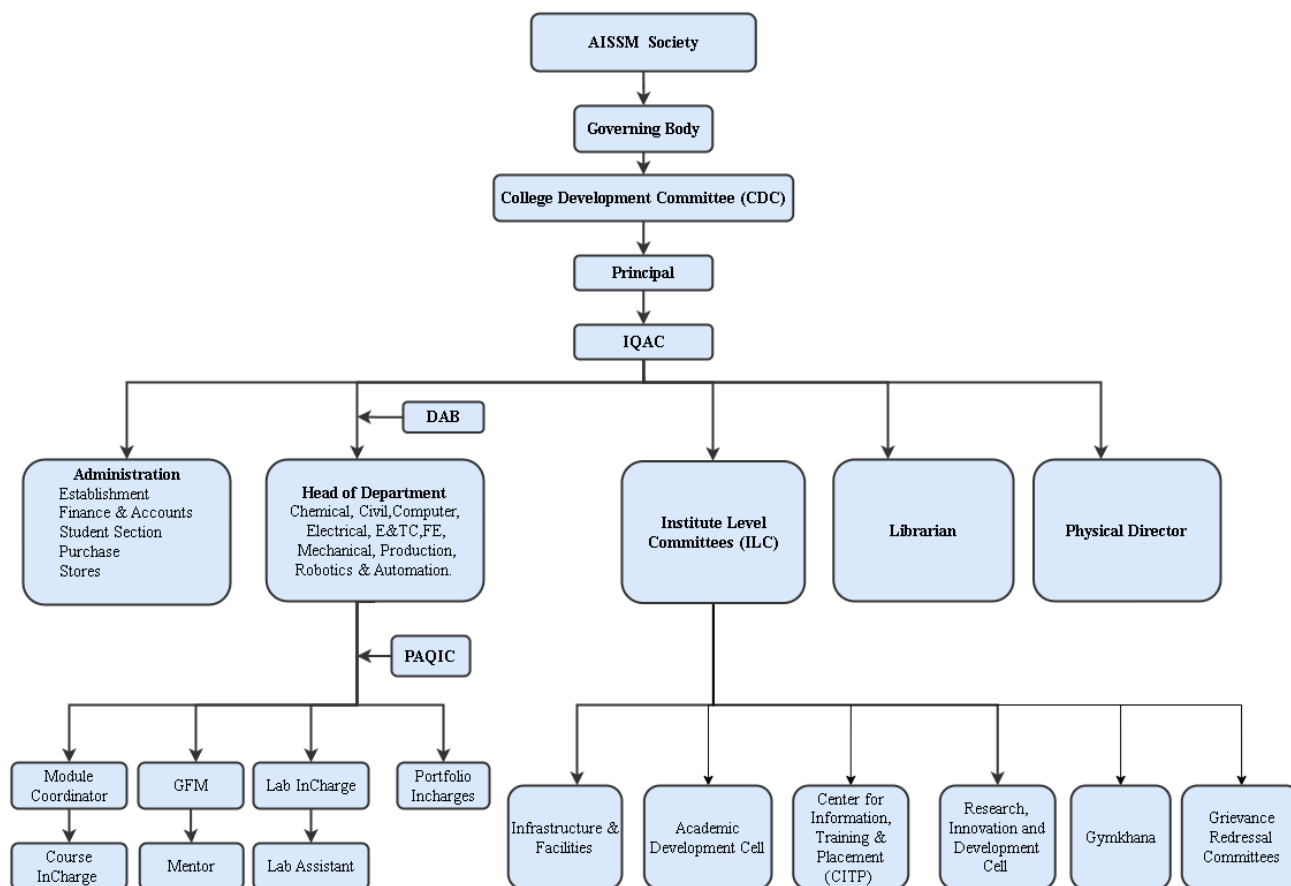 AISSM Society
Governing Body
College Development Committee (CDC)
Principal
IQAC
DAB
Administration
Establishment
Finance & Accounts
Student Section
Purchase
Stores
Head of Department
Chemical, Civil,Computer,
Electrical, E&TC,FE,
Mechanical, Production,
Robotics & Automation.
Institute Level
Committees (ILC)
Librarian
Physical Director
PAQIC
Module
Coordinator
GFM
Lab InCharge
Portfolio
Incharges
Course
InCharge
Mentor
Lab Assistant
Infrastructure &
Facilities
Academic
Development Cell
Center for
Information,
Training &
Placement
(CITP)
Research,
Innovation and
Development
Cell
Gymkhana
Grievance
Redressal
Committees